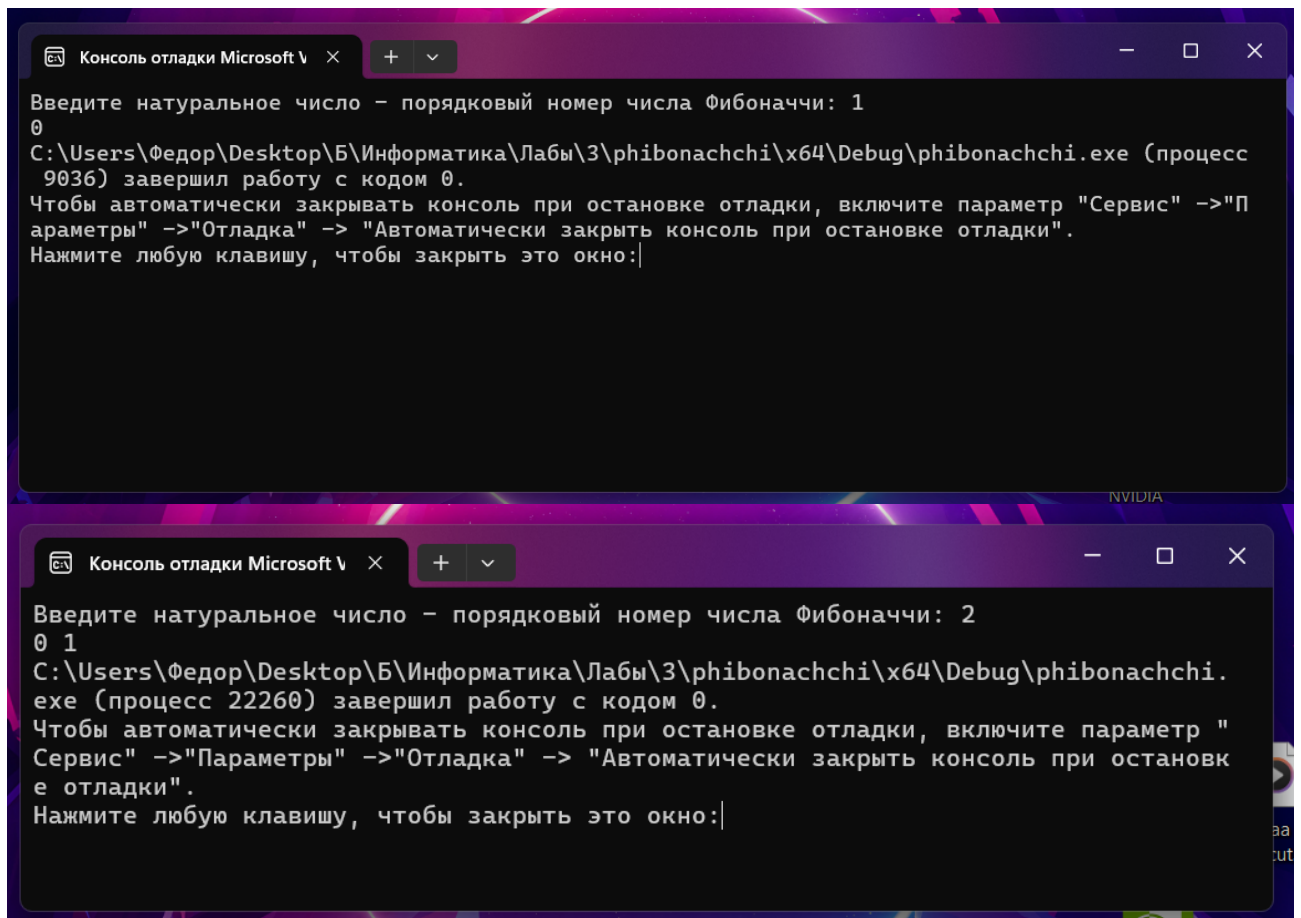 Консоль отладки Microsoft V
Введите натуральное число – порядковый номер числа Фибоначчи: 1
0
C:\Users\Федор\Desktop\Б\Информатика\Лабы\3\phibonachchi\x64\Debug\phibonachchi.exe (процесс
 9036) завершил работу с кодом 0.
Чтобы автоматически закрывать консоль при остановке отладки, включите параметр "Сервис" ->"П
араметры" ->"Отладка" -> "Автоматически закрыть консоль при остановке отладки".
Нажмите любую клавишу, чтобы закрыть это окно:
NVIDIA
Консоль отладки Microsoft V
Введите натуральное число – порядковый номер числа Фибоначчи: 2
0 1
C:\Users\Федор\Desktop\Б\Информатика\Лабы\3\phibonachchi\x64\Debug\phibonachchi.
exe (процесс 22260) завершил работу с кодом 0.
Чтобы автоматически закрывать консоль при остановке отладки, включите параметр "
Сервис" ->"Параметры" ->"Отладка" -> "Автоматически закрыть консоль при остановк
е отладки".
Нажмите любую клавишу, чтобы закрыть это окно: